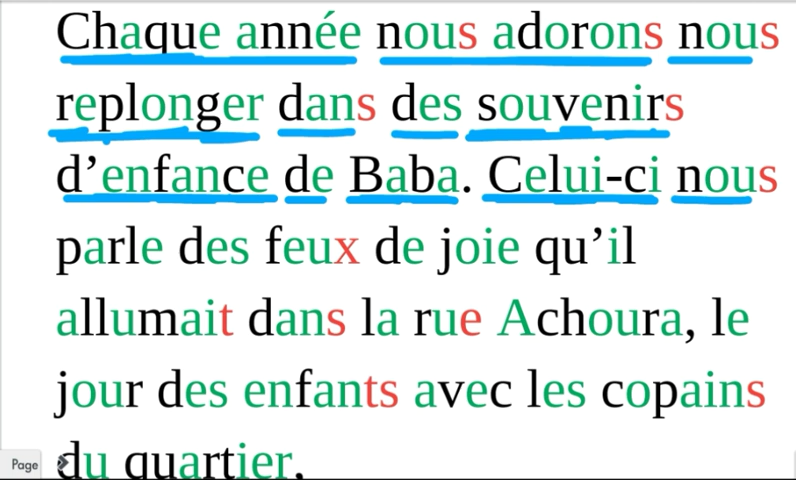 Chaque année nous adorons nous
replonger dans des souvenirs
d’enfance de Baba. Celui-ci nous
parle des feux de joie qu’il
allumait dans la rue Achoura, le
jour des enfants avec les copains
du quartier.
Page